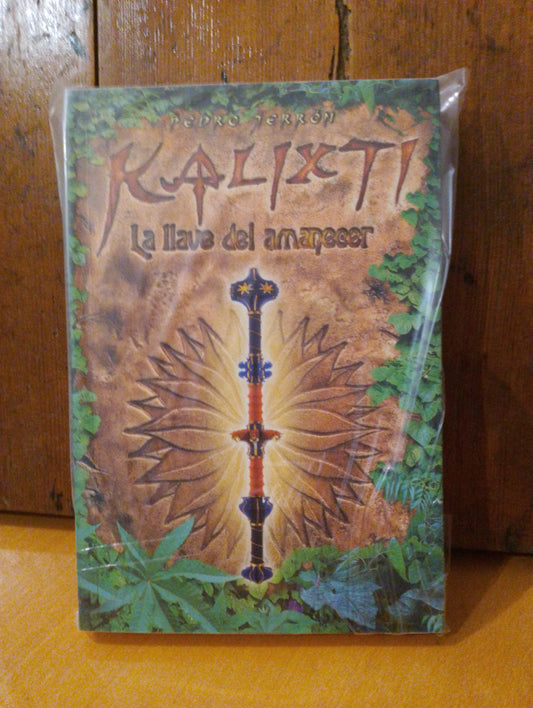 PEDRO TERRÓN
KALIXTI
La llave del amanecer